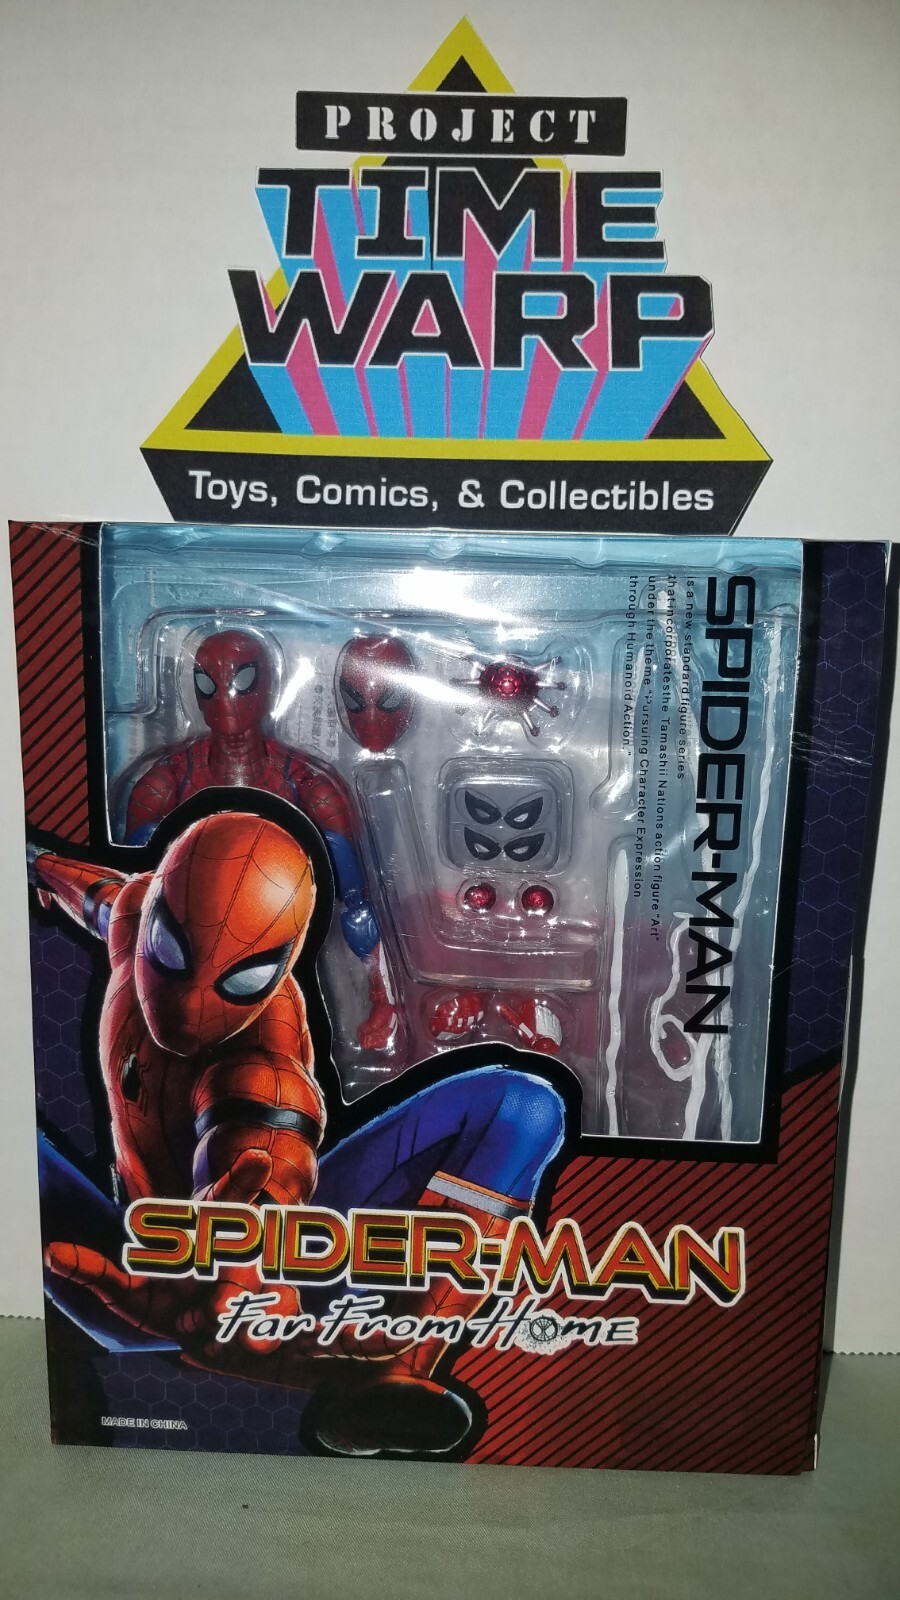 PROJECT
TIME
WARP
Toys, Comics, & Collectibles
SPIDER-MAN
is a new standard figure series
that incorporates the Tamashii Nations action figure "Art"
under the theme "Pursuing Character Expression
through Humanoid Action."
SPIDER-MAN
Far From Home
MADE IN CHINA